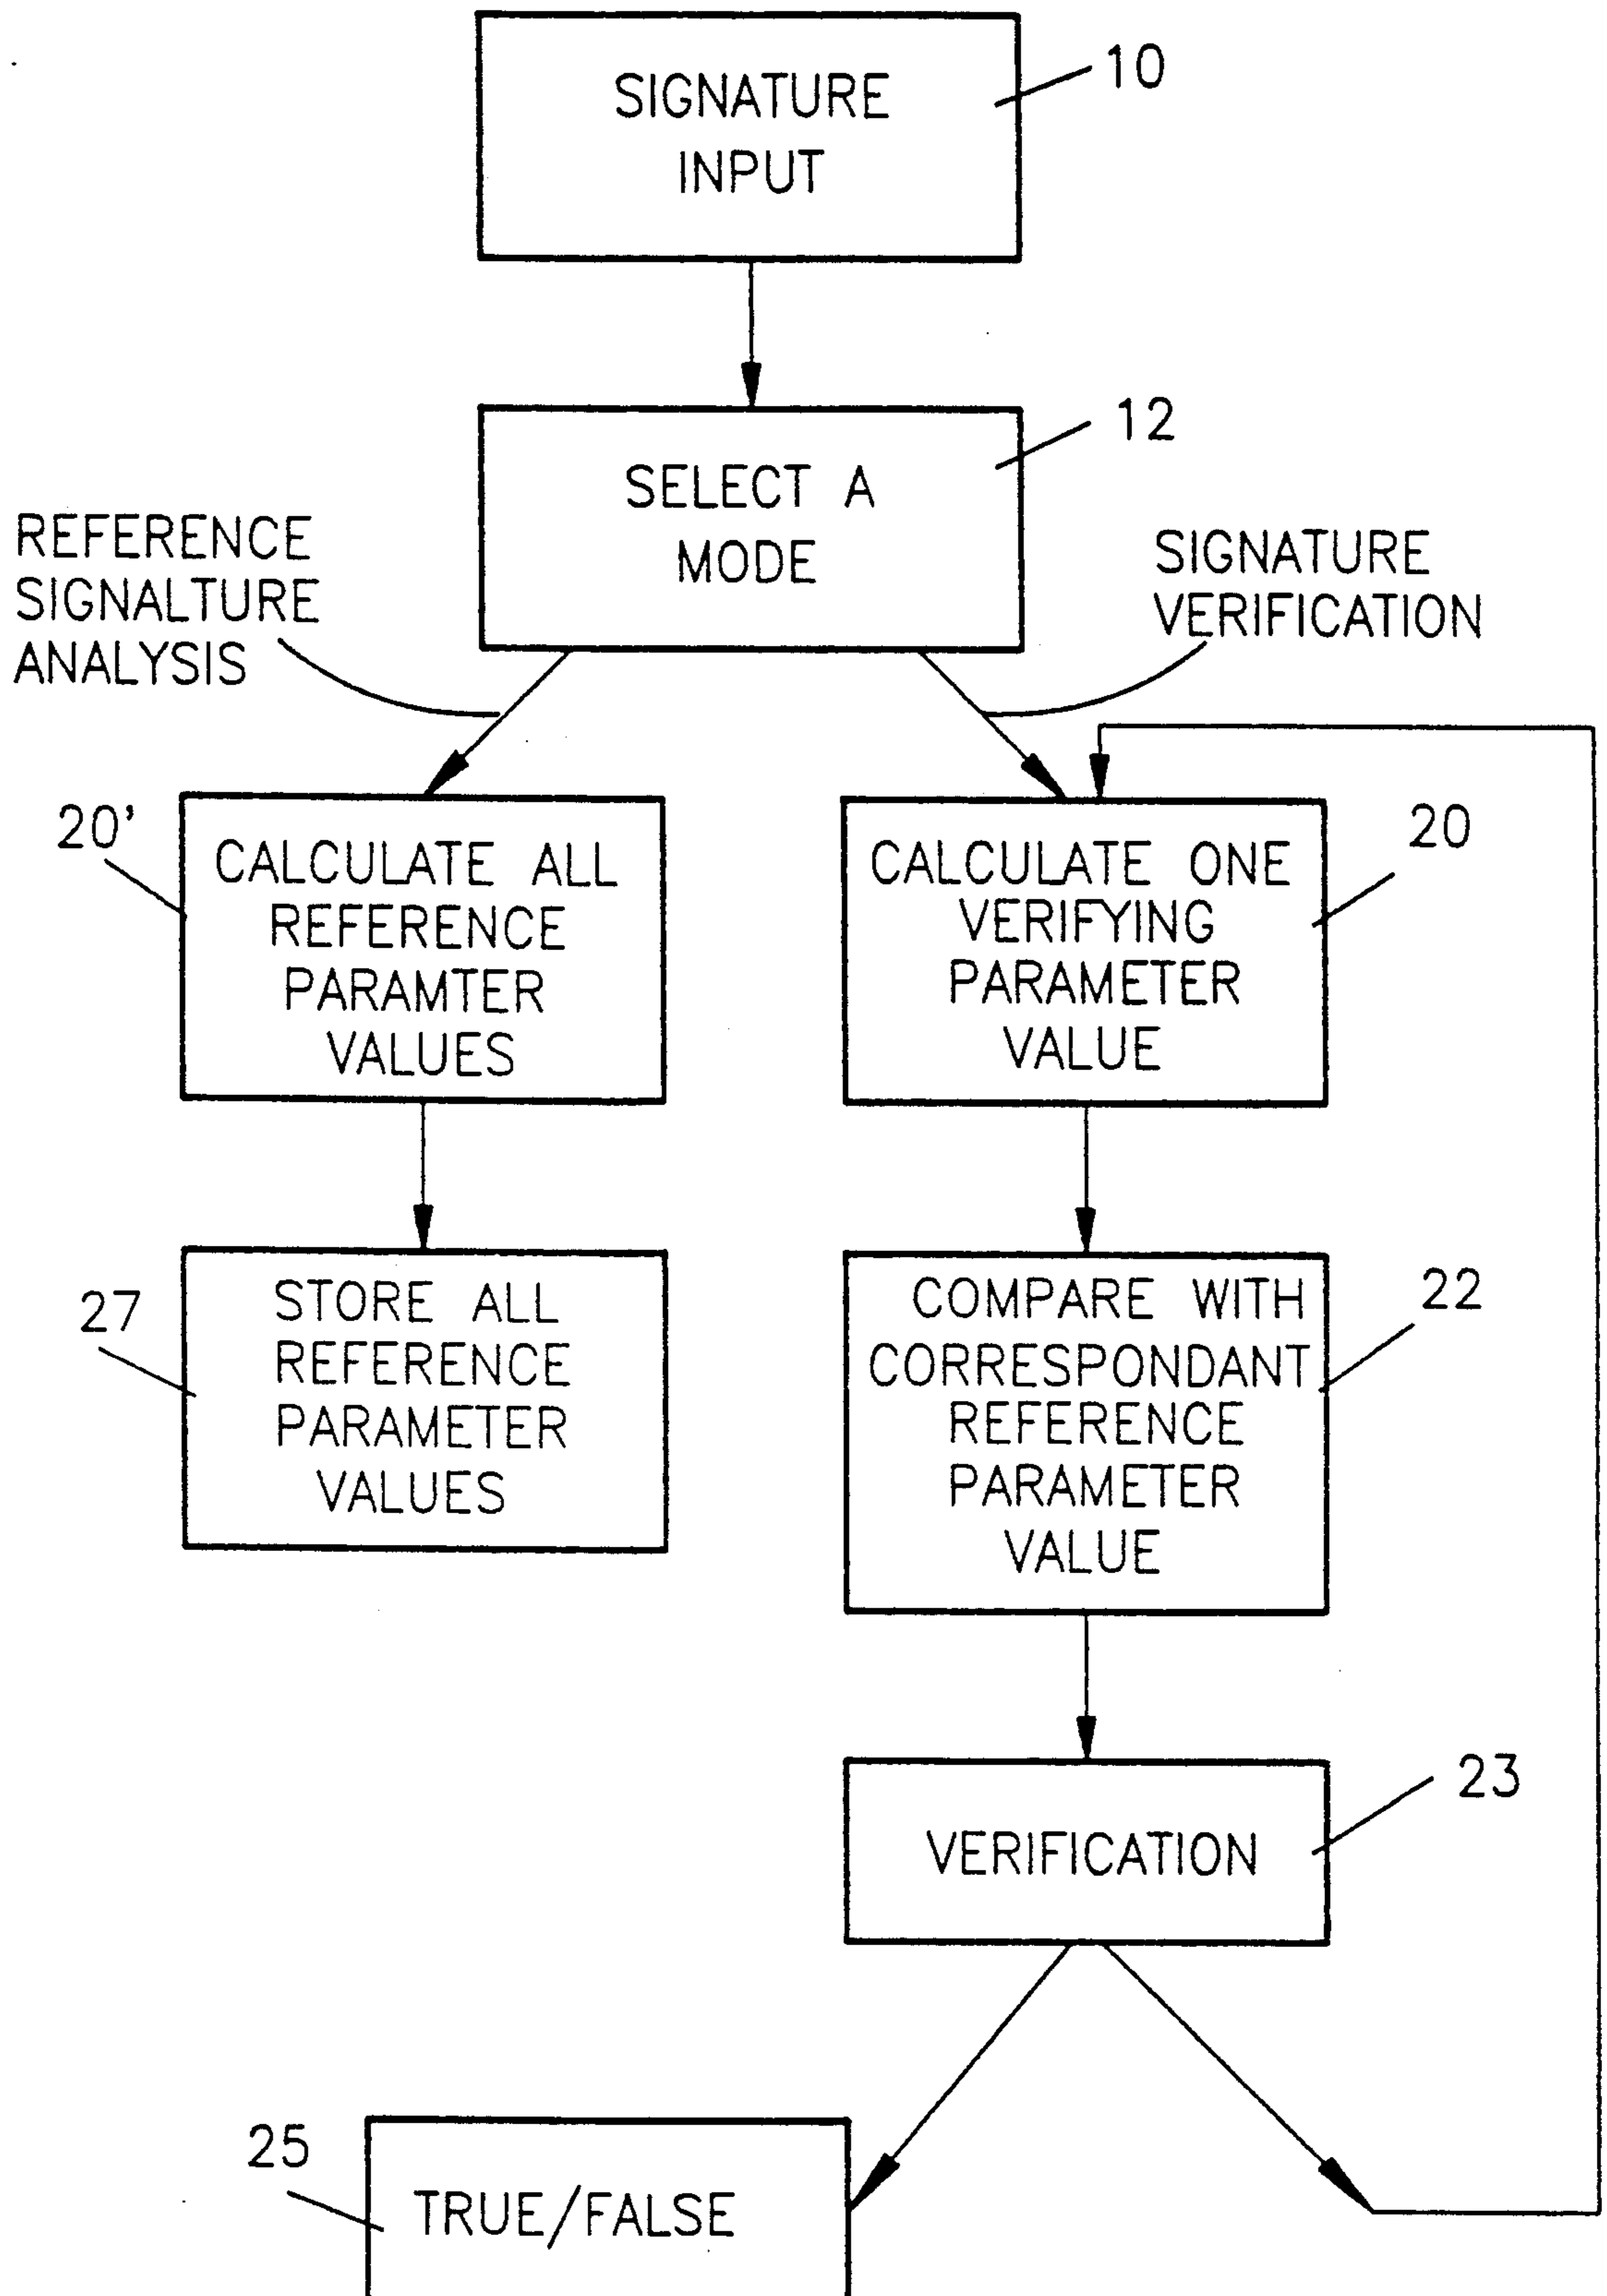 SIGNATURE
INPUT
10
SELECT A
MODE
12
REFERENCE
SIGNALTURE
ANALYSIS
SIGNATURE
VERIFICATION
20'
CALCULATE ALL
REFERENCE
PARAMTER
VALUES
CALCULATE ONE
VERIFYING
PARAMETER
VALUE
20
27
STORE ALL
REFERENCE
PARAMETER
VALUES
COMPARE WITH
CORRESPONDANT
REFERENCE
PARAMETER
VALUE
22
VERIFICATION
23
25
TRUE/FALSE